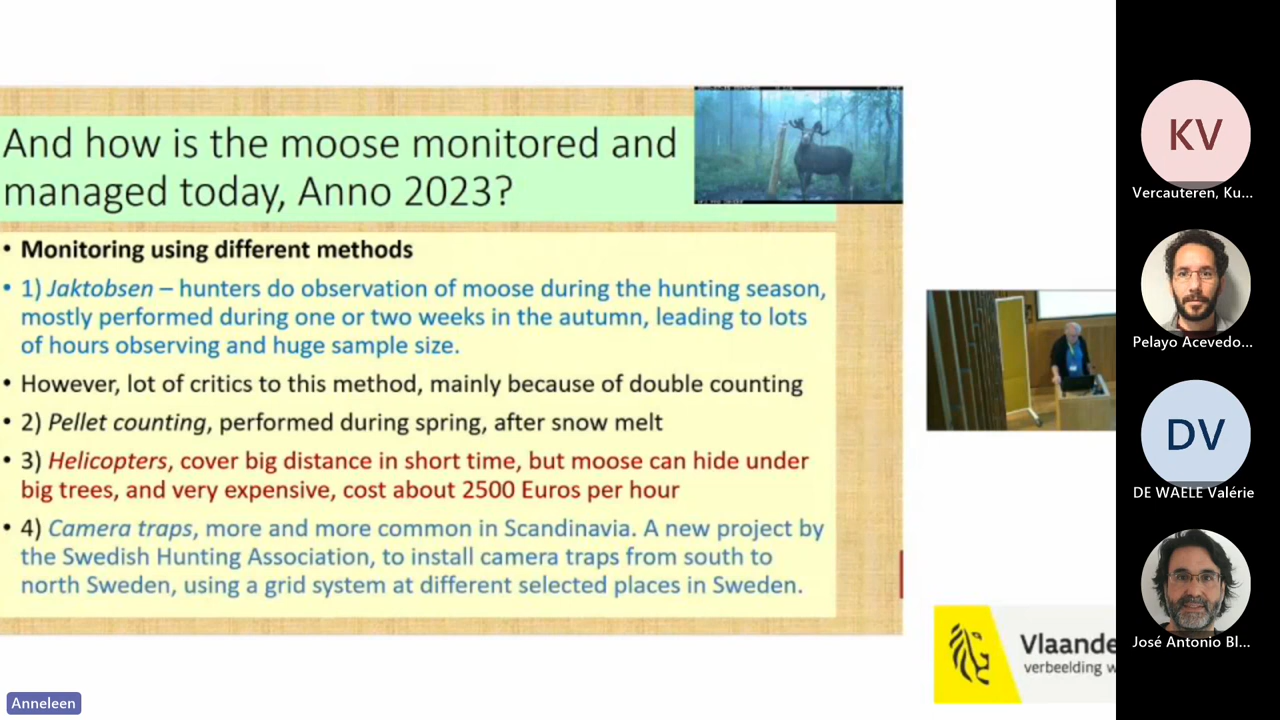 And how is the moose monitored and
managed today, Anno 2023?
• Monitoring using different methods
• 1) Jaktobsen – hunters do observation of moose during the hunting season,
mostly performed during one or two weeks in the autumn, leading to lots
of hours observing and huge sample size.
• However, lot of critics to this method, mainly because of double counting
• 2) Pellet counting, performed during spring, after snow melt
• 3) Helicopters, cover big distance in short time, but moose can hide under
big trees, and very expensive, cost about 2500 Euros per hour
• 4) Camera traps, more and more common in Scandinavia. A new project by
the Swedish Hunting Association, to install camera traps from south to
north Sweden, using a grid system at different selected places in Sweden.
Vlaande
verbeelding w
Anneleen
KV
Vercauteren, Ku...
Pelayo Acevedo...
DV
DE WAELE Valérie
José Antonio Bl...